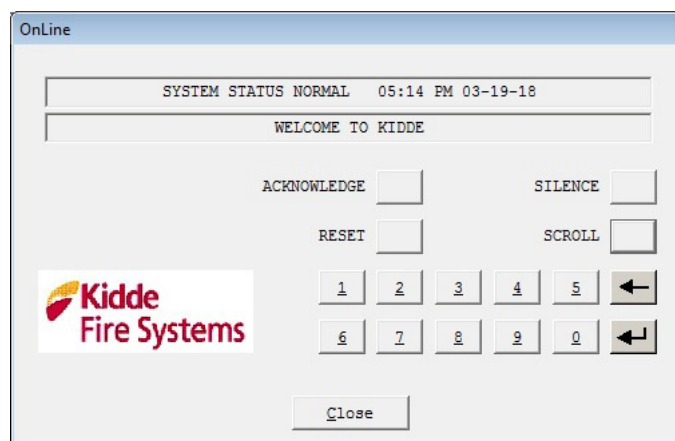 OnLine
SYSTEM STATUS NORMAL 05:14 PM 03-19-18
WELCOME TO KIDDE
ACKNOWLEDGE SILENCE
RESET SCROLL
1 2 3 4 5
Kidde
Fire Systems
6 7 8 9 0
Close